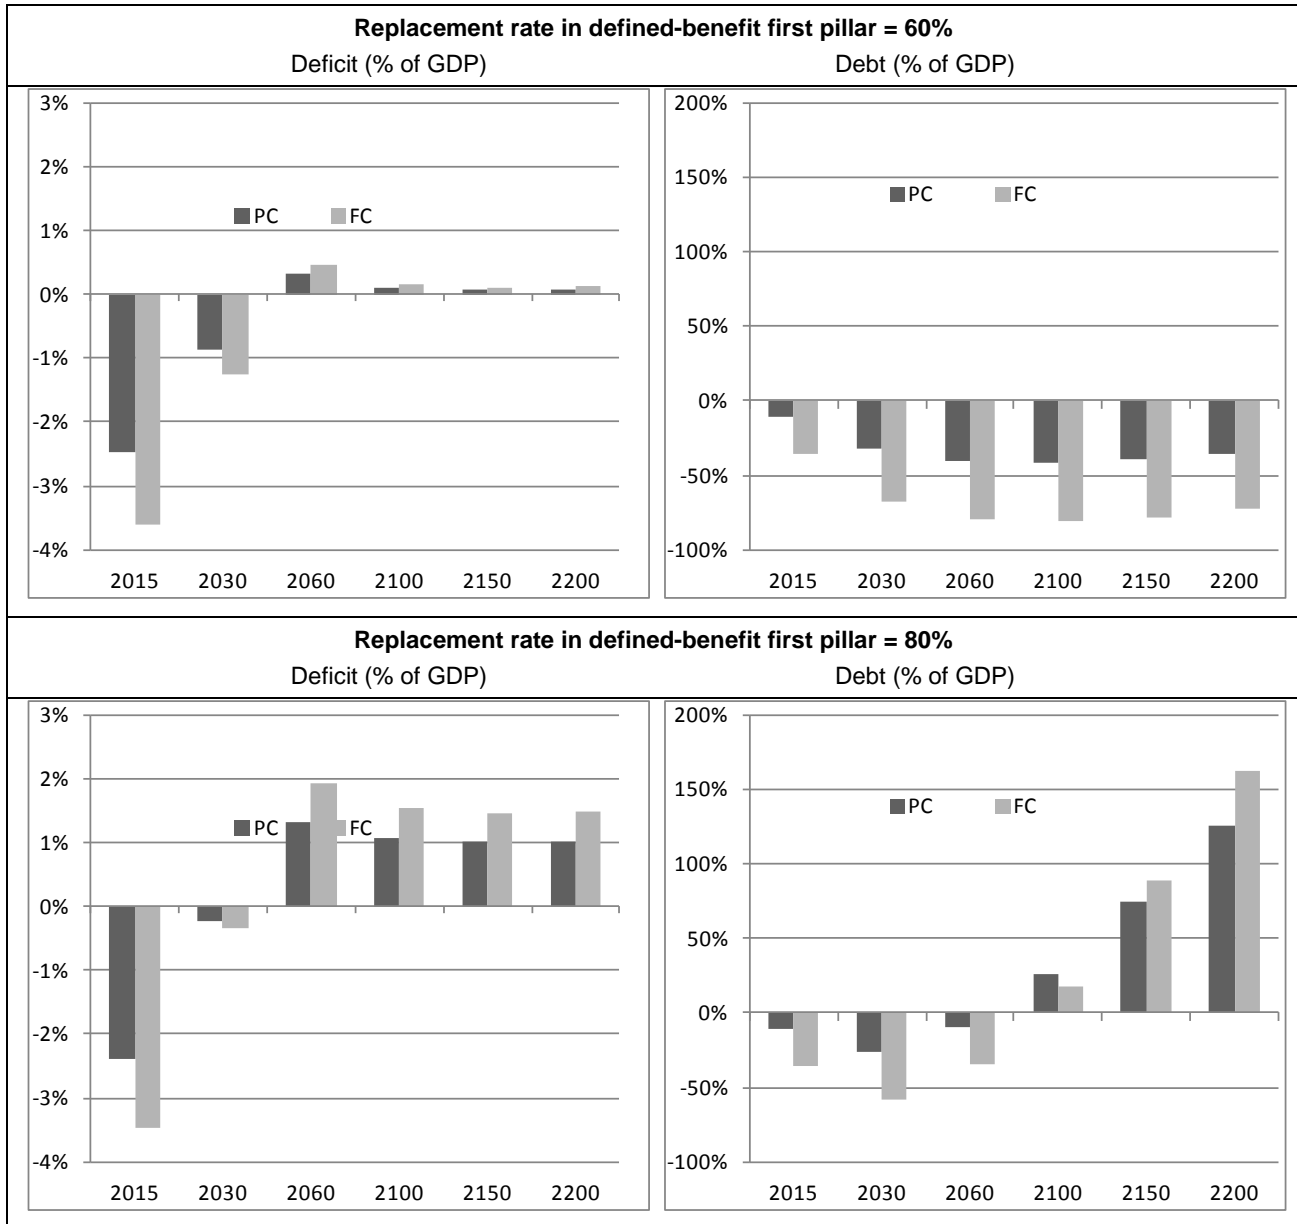 Replacement rate in defined-benefit first pillar = 60%
Deficit (% of GDP) Debt (% of GDP)
3%
2%
1%
0%
-1%
-2%
-3%
-4%
PC FC
2015 2030 2060 2100 2150 2200
200%
150%
100%
50%
0%
-50%
-100%
PC FC
2015 2030 2060 2100 2150 2200
Replacement rate in defined-benefit first pillar = 80%
Deficit (% of GDP) Debt (% of GDP)
3%
2%
1%
0%
-1%
-2%
-3%
-4%
PC FC
2015 2030 2060 2100 2150 2200
200%
150%
100%
50%
0%
-50%
-100%
PC FC
2015 2030 2060 2100 2150 2200